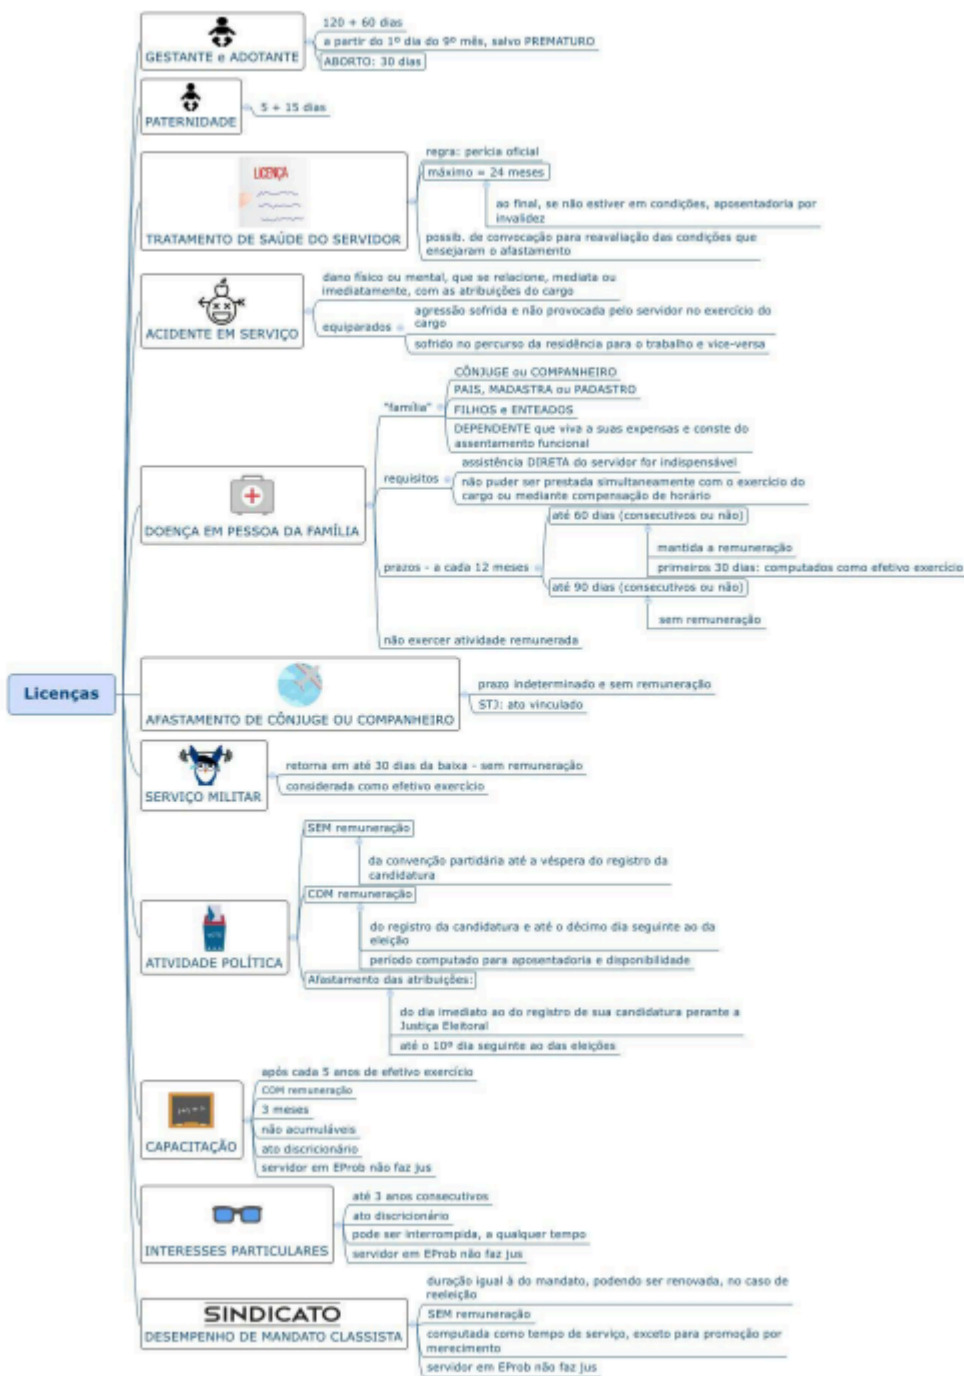 Licenças
GESTANTE e ADOTANTE
120 + 60 dias
a partir do 1º dia do 9º mês, salvo PREMATURO
ABORTO: 30 dias
PATERNIDADE
5 + 15 dias
LICENÇA
TRATAMENTO DE SAÚDE DO SERVIDOR
regra: perícia oficial
máximo = 24 meses
ao final, se não estiver em condições, aposentadoria por
invalidez
possib. de convocação para reavaliação das condições que
ensejaram o afastamento
ACIDENTE EM SERVIÇO
dano físico ou mental, que se relacione, mediata ou
imediatamente, com as atribuições do cargo
equiparados
agressão sofrida e não provocada pelo servidor no exercício do
cargo
sofrido no percurso da residência para o trabalho e vice-versa
DOENÇA EM PESSOA DA FAMÍLIA
"família"
CÔNJUGE ou COMPANHEIRO
PAIS, MADASTRA ou PADASTRO
FILHOS e ENTEADOS
DEPENDENTE que viva a suas expensas e conste do
assentamento funcional
requisitos
assistência DIRETA do servidor for indispensável
não puder ser prestada simultaneamente com o exercício do
cargo ou mediante compensação de horário
prazos - a cada 12 meses
até 60 dias (consecutivos ou não)
mantida a remuneração
primeiros 30 dias: computados como efetivo exercício
até 90 dias (consecutivos ou não)
sem remuneração
não exercer atividade remunerada
AFASTAMENTO DE CÔNJUGE OU COMPANHEIRO
prazo indeterminado e sem remuneração
STJ: ato vinculado
SERVIÇO MILITAR
retorna em até 30 dias da baixa - sem remuneração
considerada como efetivo exercício
ATIVIDADE POLÍTICA
SEM remuneração
da convenção partidária até a véspera do registro da
candidatura
COM remuneração
do registro da candidatura e até o décimo dia seguinte ao da
eleição
período computado para aposentadoria e disponibilidade
Afastamento das atribuições:
do dia imediato ao do registro de sua candidatura perante a
Justiça Eleitoral
até o 10º dia seguinte ao das eleições
CAPACITAÇÃO
após cada 5 anos de efetivo exercício
COM remuneração
3 meses
não acumuláveis
ato discricionário
servidor em EProb não faz jus
INTERESSES PARTICULARES
até 3 anos consecutivos
ato discricionário
pode ser interrompida, a qualquer tempo
servidor em EProb não faz jus
SINDICATO
DESEMPENHO DE MANDATO CLASSISTA
duração igual à do mandato, podendo ser renovada, no caso de
reeleição
SEM remuneração
computada como tempo de serviço, exceto para promoção por
merecimento
servidor em EProb não faz jus